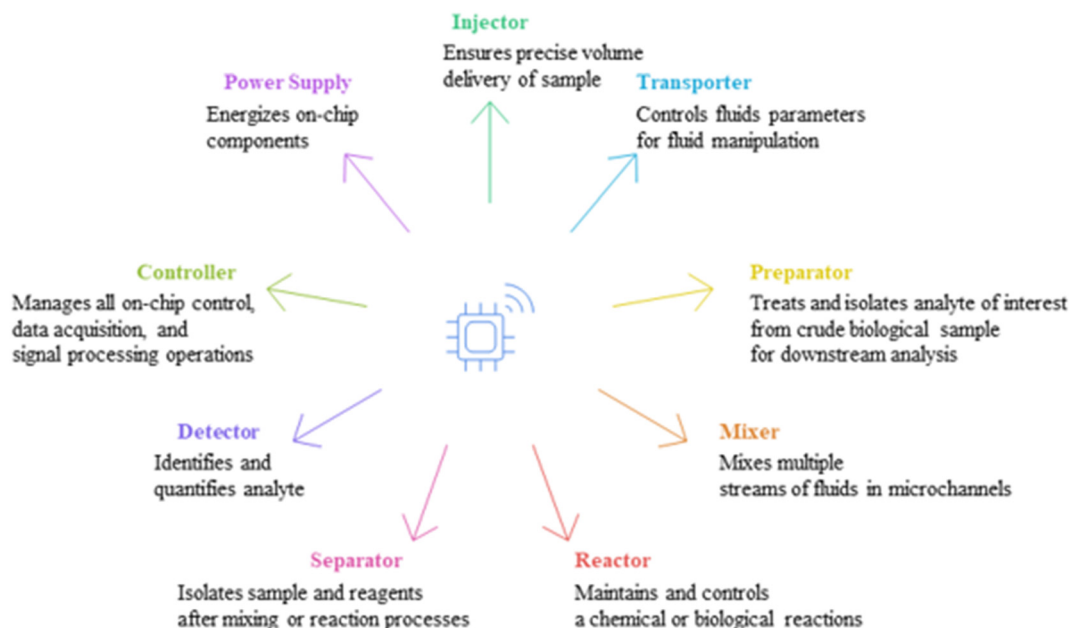 Injector
Ensures precise volume
delivery of sample
Transporter
Controls fluids parameters
for fluid manipulation
Preparator
Treats and isolates analyte of interest
from crude biological sample
for downstream analysis
Mixer
Mixes multiple
streams of fluids in microchannels
Reactor
Maintains and controls
a chemical or biological reactions
Separator
Isolates sample and reagents
after mixing or reaction processes
Detector
Identifies and
quantifies analyte
Controller
Manages all on-chip control,
data acquisition, and
signal processing operations
Power Supply
Energizes on-chip
components